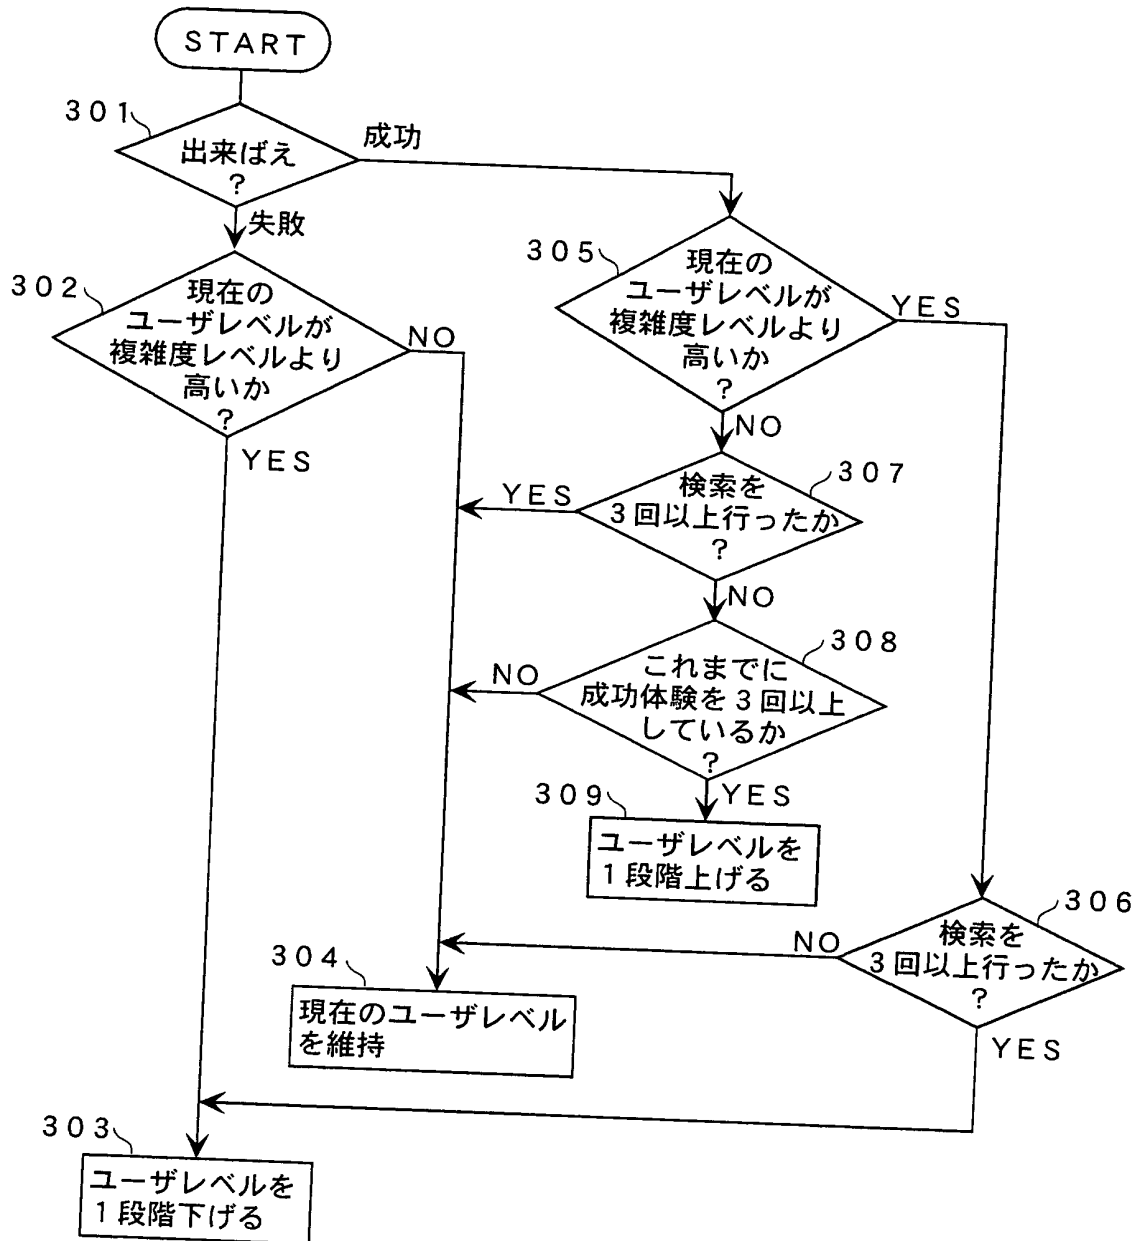 ＳＴＡＲＴ
３０１
出来ばえ
？
成功
失敗
３０２
現在の
ユーザレベルが
複雑度レベルより
高いか
？
ＮＯ
ＹＥＳ
３０５
現在の
ユーザレベルが
複雑度レベルより
高いか
？
ＹＥＳ
ＮＯ
３０７
検索を
３回以上行ったか
？
ＹＥＳ
ＮＯ
３０８
これまでに
成功体験を３回以上
しているか
？
ＮＯ
ＹＥＳ
３０９
ユーザレベルを
１段階上げる
３０６
検索を
３回以上行ったか
？
ＮＯ
ＹＥＳ
３０４
現在のユーザレベル
を維持
３０３
ユーザレベルを
１段階下げる